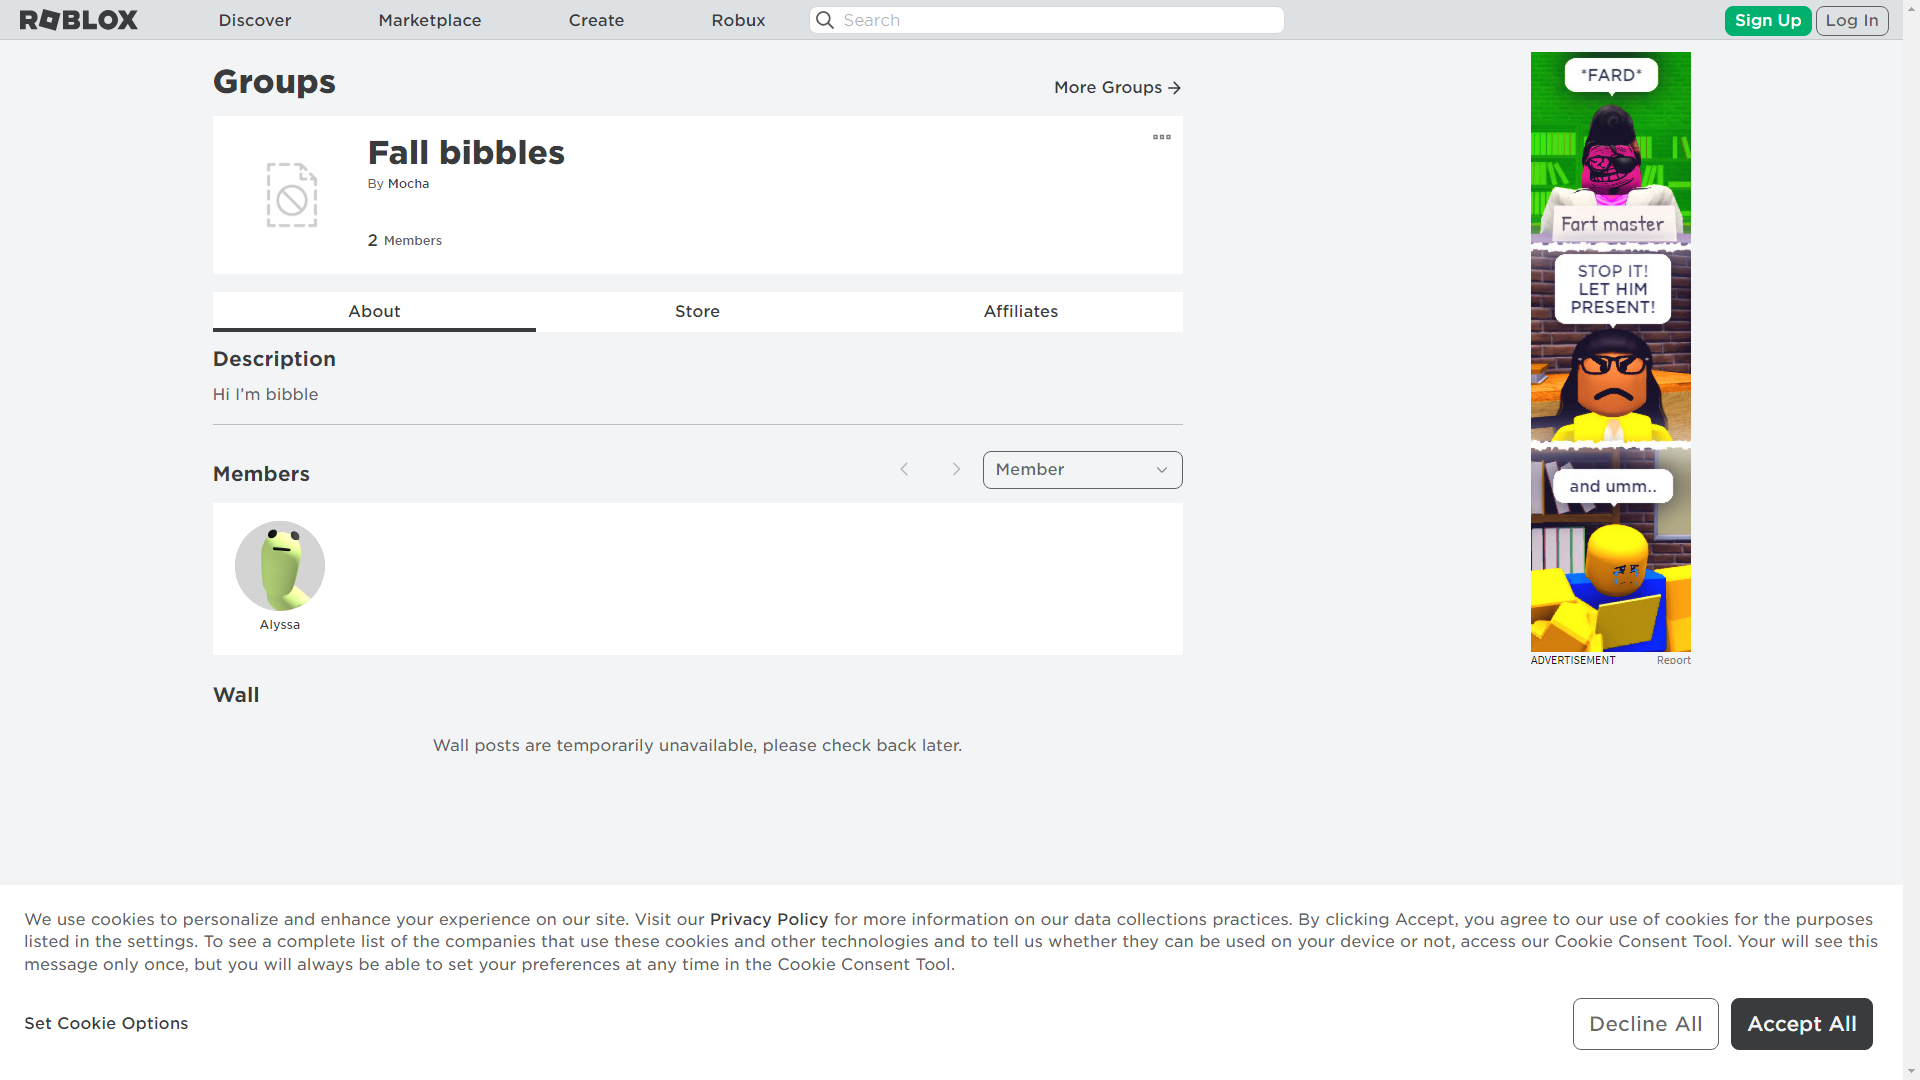 ROBLOX
Discover
Marketplace
Create
Robux
Search
Sign Up
Log In
Groups
More Groups
Fall bibbles
By Mocha
2 Members
About
Store
Affiliates
Description
Hi I'm bibble
Members
Member
Alyssa
Wall
Wall posts are temporarily unavailable, please check back later.
*FARD*
Fart master
STOP IT!
LET HIM
PRESENT!
and umm..
ADVERTISEMENT
Report
We use cookies to personalize and enhance your experience on our site. Visit our Privacy Policy for more information on our data collections practices. By clicking Accept, you agree to our use of cookies for the purposes
listed in the settings. To see a complete list of the companies that use these cookies and other technologies and to tell us whether they can be used on your device or not, access our Cookie Consent Tool. Your will see this
message only once, but you will always be able to set your preferences at any time in the Cookie Consent Tool.
Set Cookie Options
Decline All
Accept All